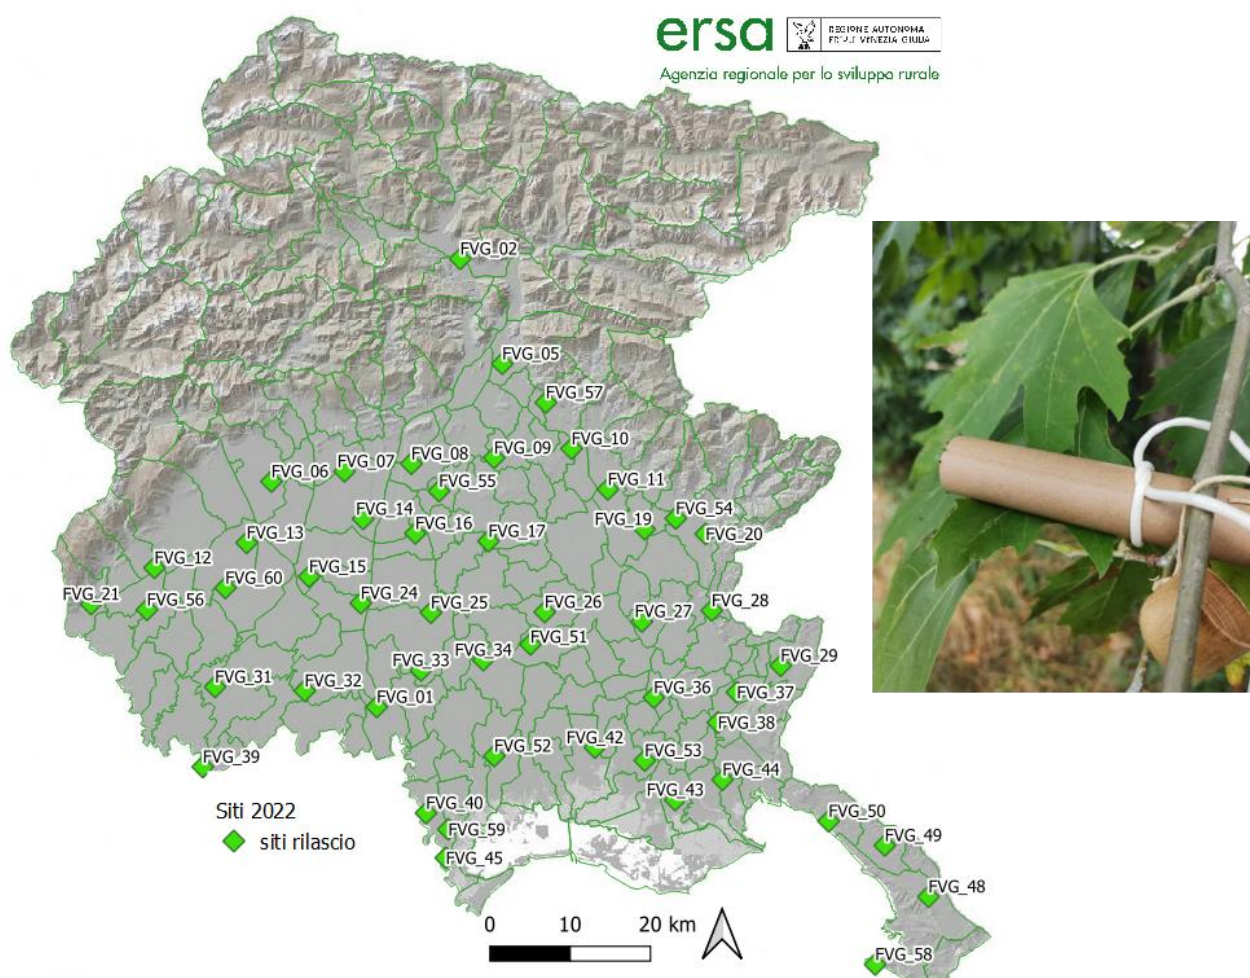 ersa
REGIONE AUTONOMA
FRIULI VENEZIA GIULIA
Agenzia regionale per lo sviluppo rurale
FVG_02
FVG_05
FVG_57
FVG_10
FVG_09
FVG_08
FVG_07
FVG_06
FVG_55
FVG_11
FVG_14
FVG_16
FVG_17
FVG_19
FVG_54
FVG_20
FVG_13
FVG_12
FVG_60
FVG_15
FVG_21
FVG_56
FVG_24
FVG_25
FVG_26
FVG_27
FVG_28
FVG_51
FVG_34
FVG_33
FVG_29
FVG_31
FVG_32
FVG_01
FVG_36
FVG_37
FVG_38
FVG_39
FVG_52
FVG_42
FVG_53
FVG_44
FVG_43
FVG_40
FVG_59
FVG_45
FVG_50
FVG_49
FVG_48
FVG_58
Siti 2022
siti rilascio
0 10 20 km